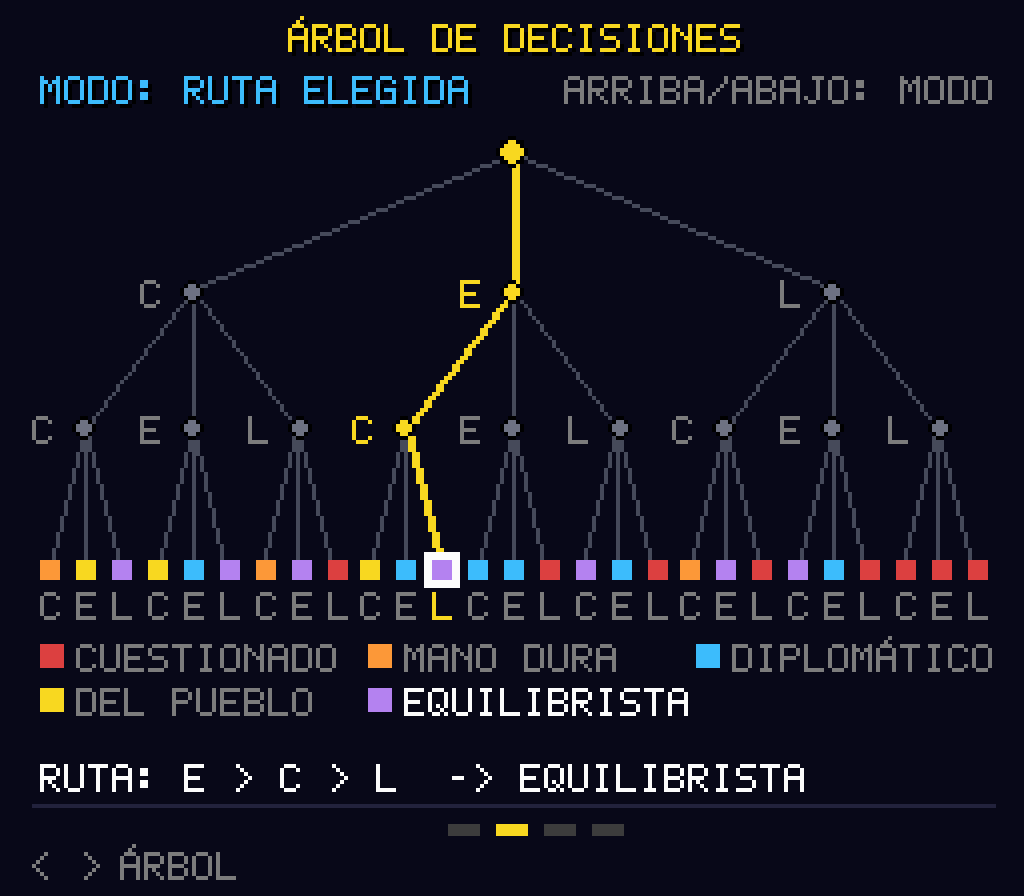 ÁRBOL DE DECISIONES
MODO: RUTA ELEGIDA ARRIBA/ABAJO: MODO
C E L
C E L C E L C E L
C E L C E L C E L C E L C E L C E L C E L C E L C E L
CUESTIONADO MANO DURA DIPLOMÁTICO
DEL PUEBLO EQUILIBRISTA
RUTA: E > C > L -> EQUILIBRISTA
< > ÁRBOL